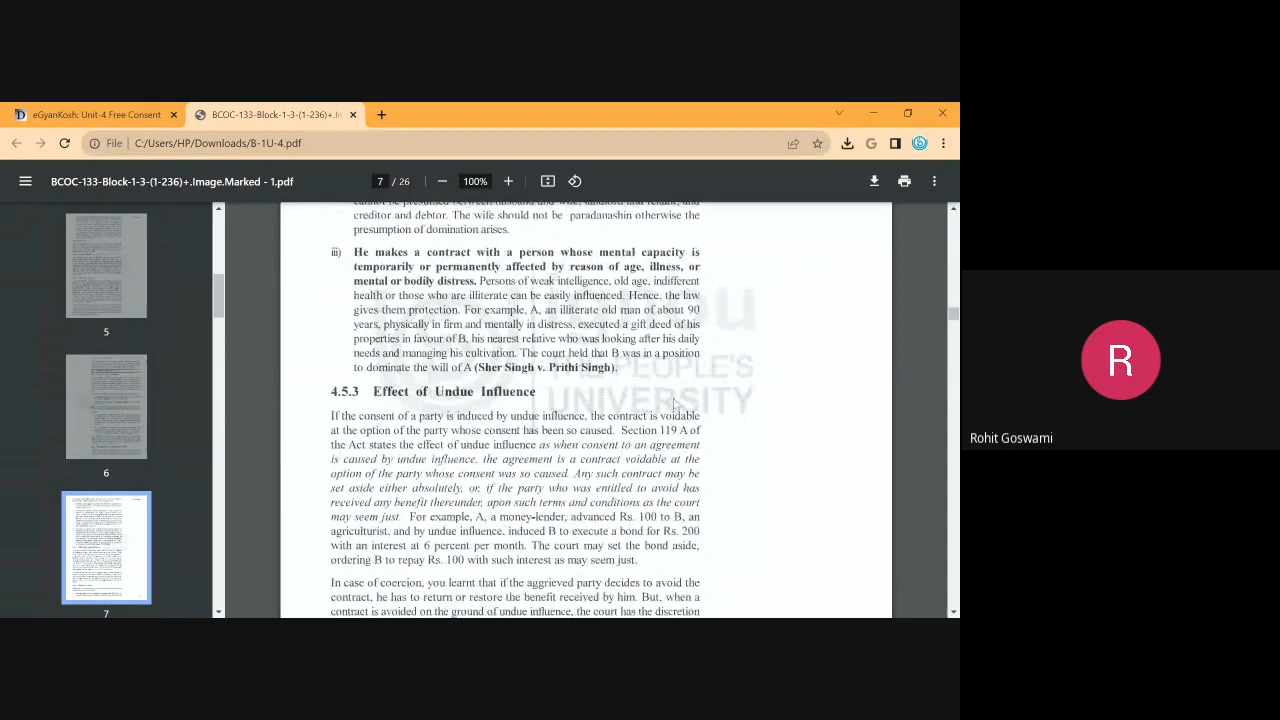 eGyanKosh: Unit-4 Free Consent
BCOC-133-Block-1-3-(1-236)+.Im
File
C:/Users/HP/Downloads/B-1U-4.pdf
BCOC-133-Block-1-3-(1-236)+.Image.Marked - 1.pdf
7 / 26
100%
5
6
7
cannot be presumed between husband and wife, landlord and tenant, and
creditor and debtor. The wife should not be paradanashin otherwise the
presumption of domination arises.
iii) He makes a contract with a person whose mental capacity is
temporarily or permanently affected by reason of age, illness, or
mental or bodily distress. Persons of weak intelligence, old age, indifferent
health or those who are illiterate can be easily influenced. Hence, the law
gives them protection. For example, A, an illiterate old man of about 90
years, physically in firm and mentally in distress, executed a gift deed of his
properties in favour of B, his nearest relative who was looking after his daily
needs and managing his cultivation. The court held that B was in a position
to dominate the will of A (Sher Singh v. Prithi Singh).
4.5.3 Effect of Undue Influence
If the consent of a party is induced by undue influence, the contract is voidable
at the option of the party whose consent has been so caused. Section 119 A of
the Act states the effect of undue influence as when consent to an agreement
is caused by undue influence, the agreement is a contract voidable at the
option of the party whose consent was so caused. Any such contract may be
set aside either absolutely, or, if the party who was entitled to avoid has
received any benefit thereunder, upon such terms and conditions as the court
may seem just. For example, A, a money-lender, advanced Rs. 100 to B, an
agriculturist, and by undue influence, induced B to execute a bond for Rs. 200
with an interest at 6 percent per month. The court may set the bond aside,
ordering B to repay Rs. 100 with such interest as may seem just.
In case of coercion, you learnt that if the aggrieved party decides to avoid the
contract, he has to return or restore the benefit received by him. But, when a
contract is avoided on the ground of undue influence, the court has the discretion
PEOPLE'S
UNIVERSITY
R
Rohit Goswami